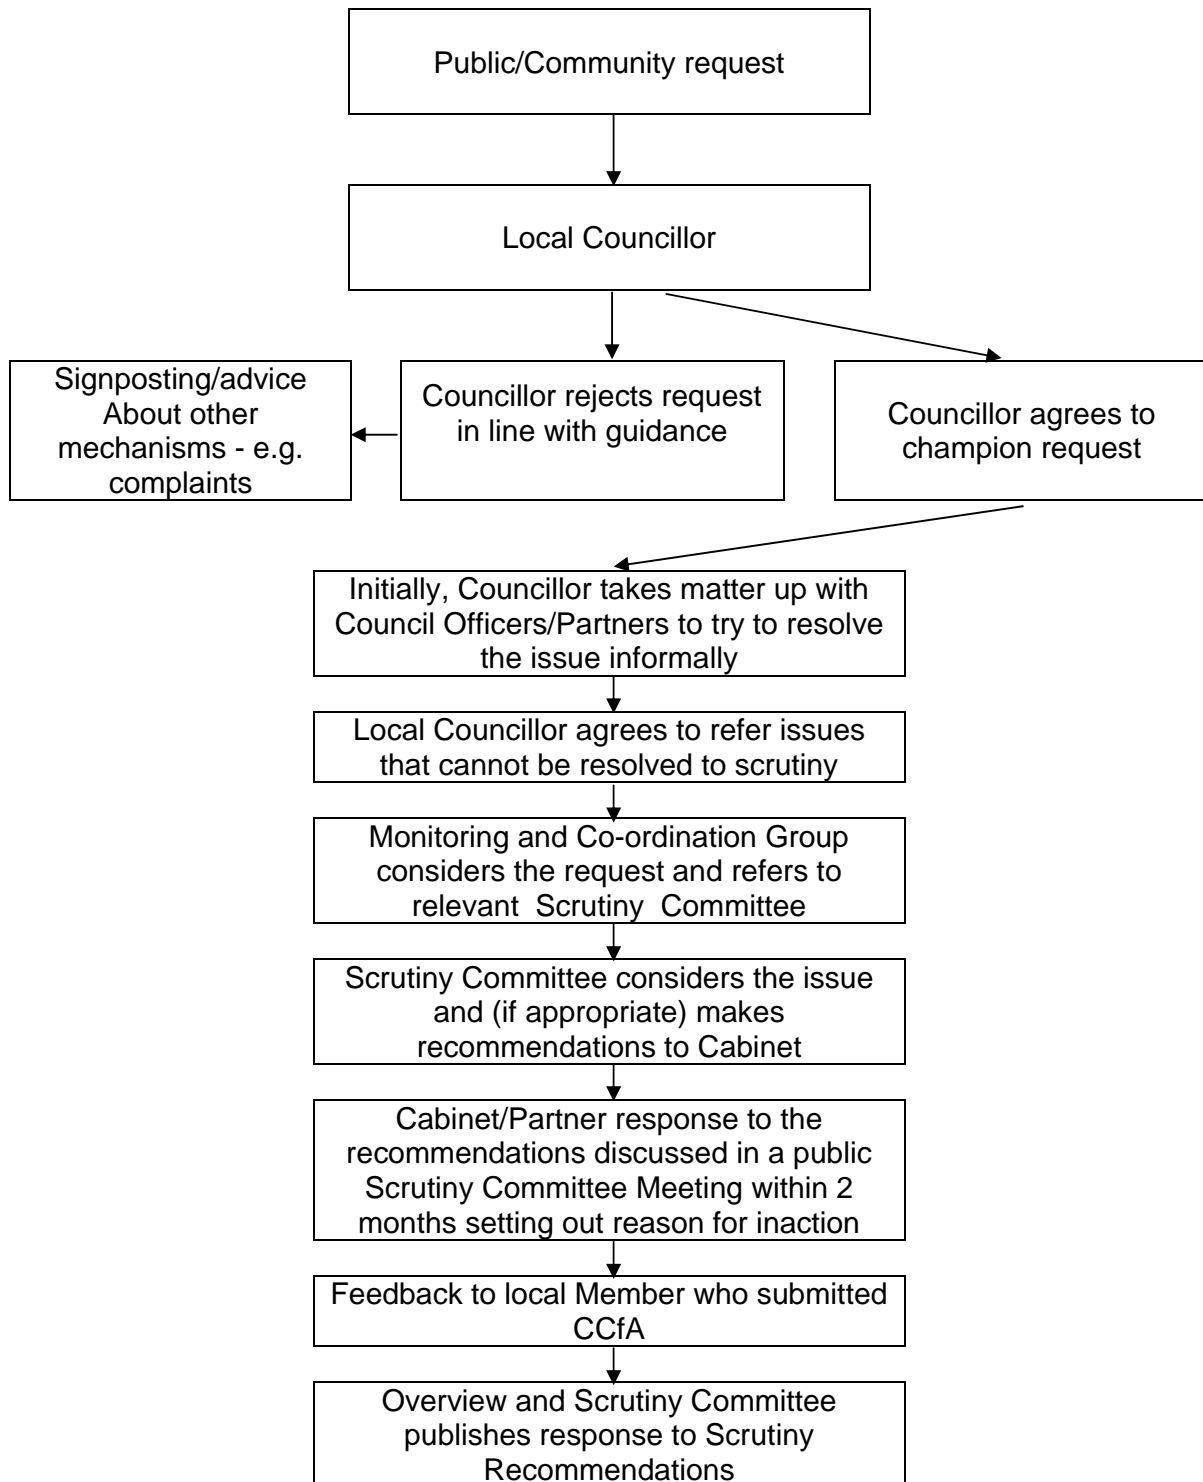 Public/Community request
Local Councillor
Signposting/advice
About other
mechanisms - e.g.
complaints
Councillor rejects request
in line with guidance
Councillor agrees to
champion request
Initially, Councillor takes matter up with
Council Officers/Partners to try to resolve
the issue informally
Local Councillor agrees to refer issues
that cannot be resolved to scrutiny
Monitoring and Co-ordination Group
considers the request and refers to
relevant Scrutiny Committee
Scrutiny Committee considers the issue
and (if appropriate) makes
recommendations to Cabinet
Cabinet/Partner response to the
recommendations discussed in a public
Scrutiny Committee Meeting within 2
months setting out reason for inaction
Feedback to local Member who submitted
CCfA
Overview and Scrutiny Committee
publishes response to Scrutiny
Recommendations